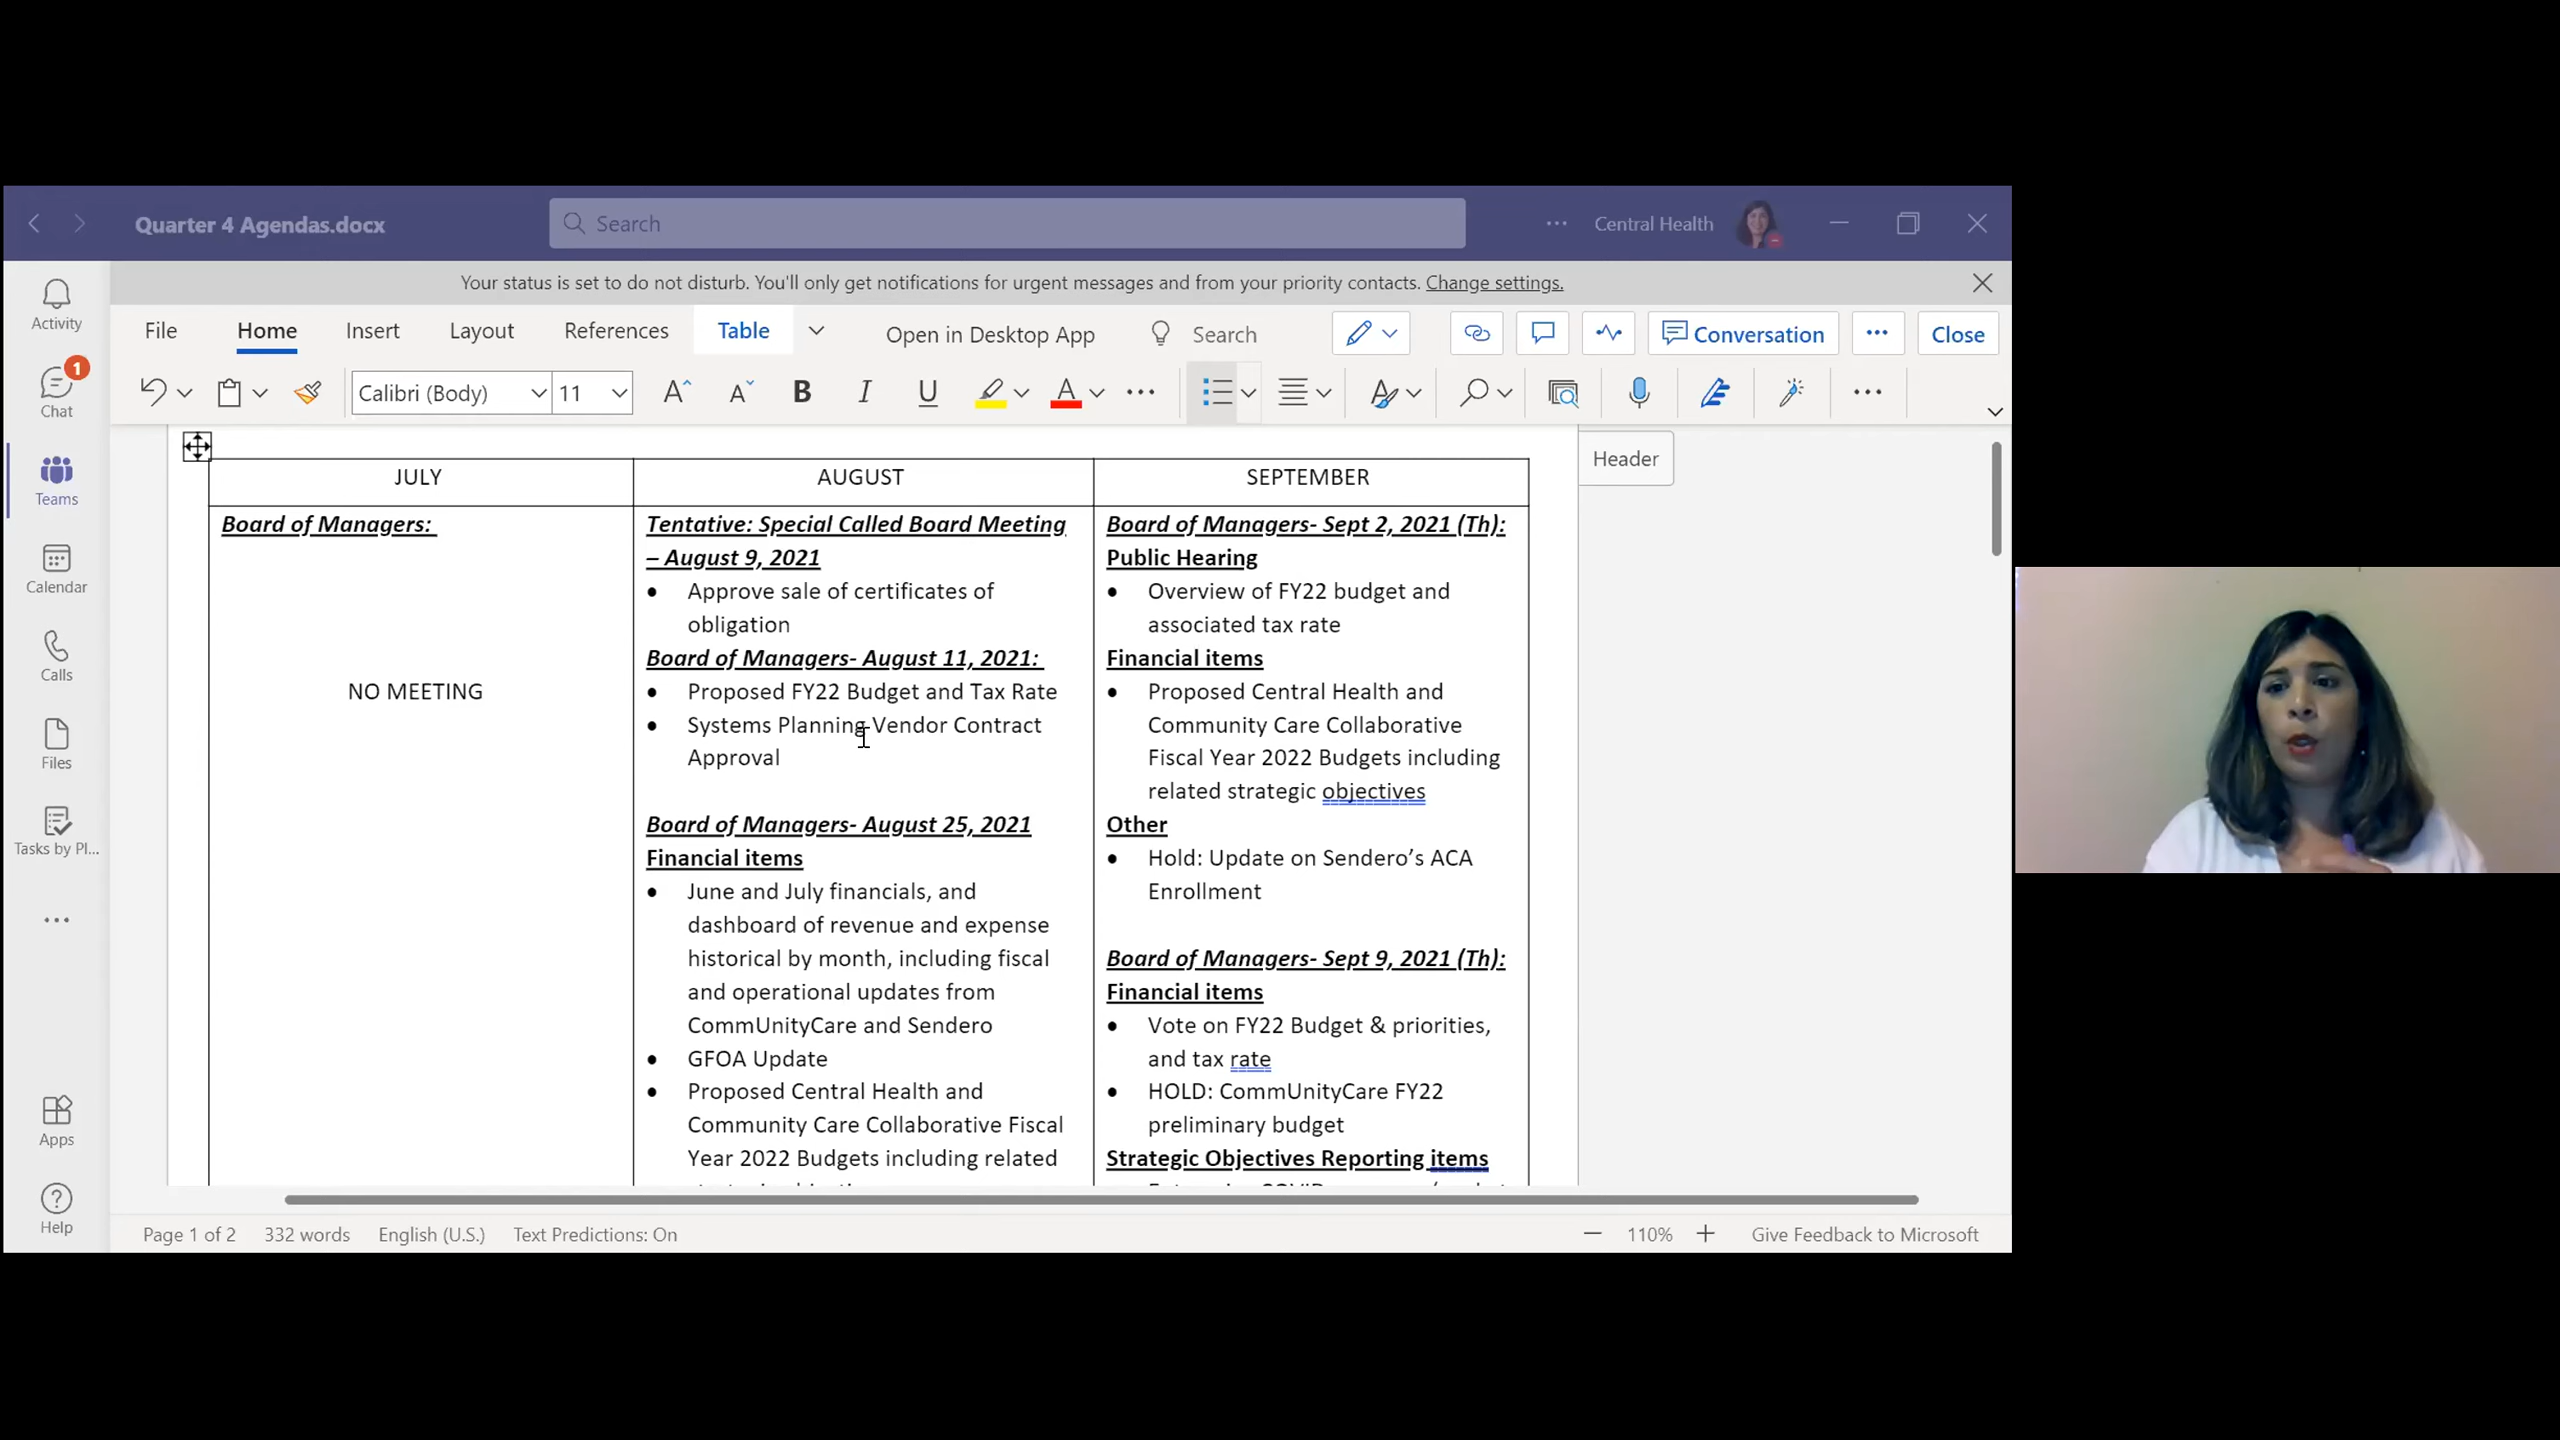 Quarter 4 Agendas.docx
Search
Central Health
Your status is set to do not disturb. You'll only get notifications for urgent messages and from your priority contacts. Change settings.
Activity
File
Home
Insert
Layout
References
Table
Open in Desktop App
Search
Conversation
Close
1
Chat
Calibri (Body)
11
Teams
Calendar
Calls
Files
Tasks by Pl...
Apps
Help
Header
JULY
Board of Managers:
NO MEETING
AUGUST
Tentative: Special Called Board Meeting
– August 9, 2021
• Approve sale of certificates of
obligation
Board of Managers- August 11, 2021:
• Proposed FY22 Budget and Tax Rate
• Systems Planning Vendor Contract
Approval
Board of Managers- August 25, 2021
Financial items
• June and July financials, and
dashboard of revenue and expense
historical by month, including fiscal
and operational updates from
CommUnityCare and Sendero
• GFOA Update
• Proposed Central Health and
Community Care Collaborative Fiscal
Year 2022 Budgets including related
SEPTEMBER
Board of Managers- Sept 2, 2021 (Th):
Public Hearing
• Overview of FY22 budget and
associated tax rate
Financial items
• Proposed Central Health and
Community Care Collaborative
Fiscal Year 2022 Budgets including
related strategic objectives
Other
• Hold: Update on Sendero’s ACA
Enrollment
Board of Managers- Sept 9, 2021 (Th):
Financial items
• Vote on FY22 Budget & priorities,
and tax rate
• HOLD: CommUnityCare FY22
preliminary budget
Strategic Objectives Reporting items
Page 1 of 2
332 words
English (U.S.)
Text Predictions: On
110%
Give Feedback to Microsoft